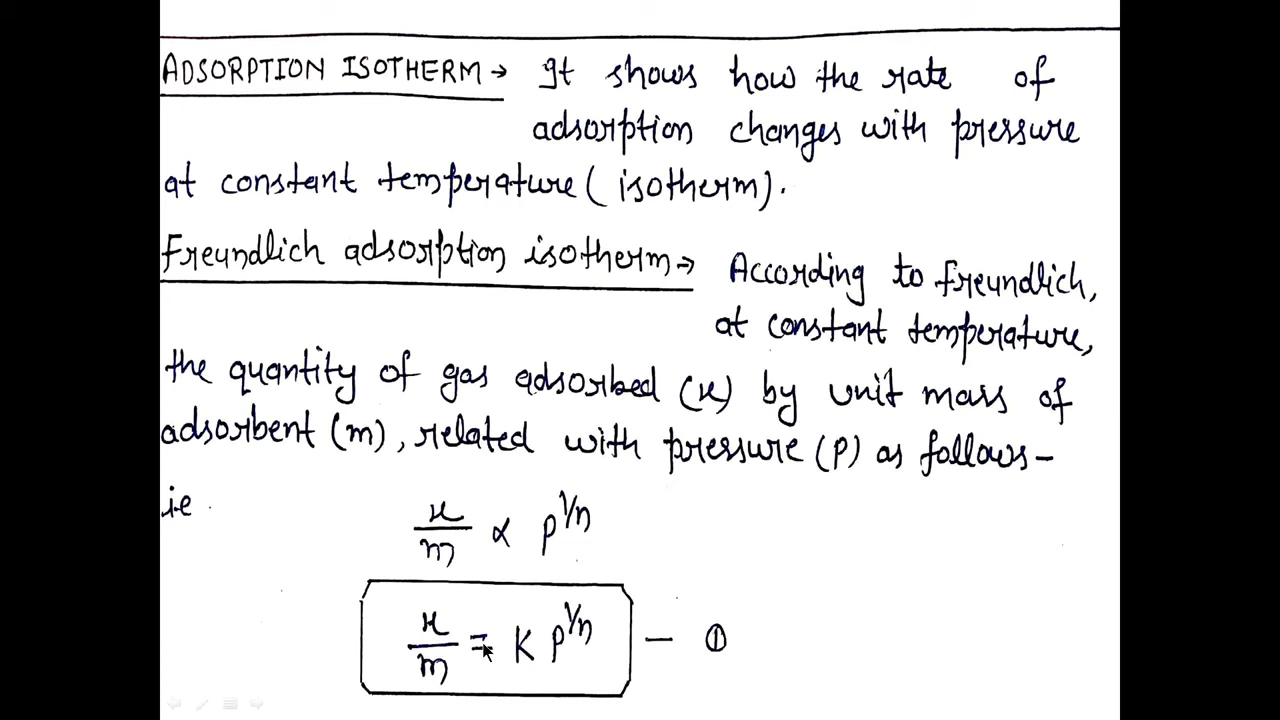 ADSORPTION ISOTHERM → It shows how the rate of
adsorption changes with pressure
at constant temperature (isotherm).
Freundlich adsorption isotherm → According to Freundlich,
at constant temperature,
the quantity of gas adsorbed (x) by unit mass of
adsorbent (m), related with pressure (P) as follows-
ie
x/m ∝ P^1/n
x/m = K P^1/n — ①